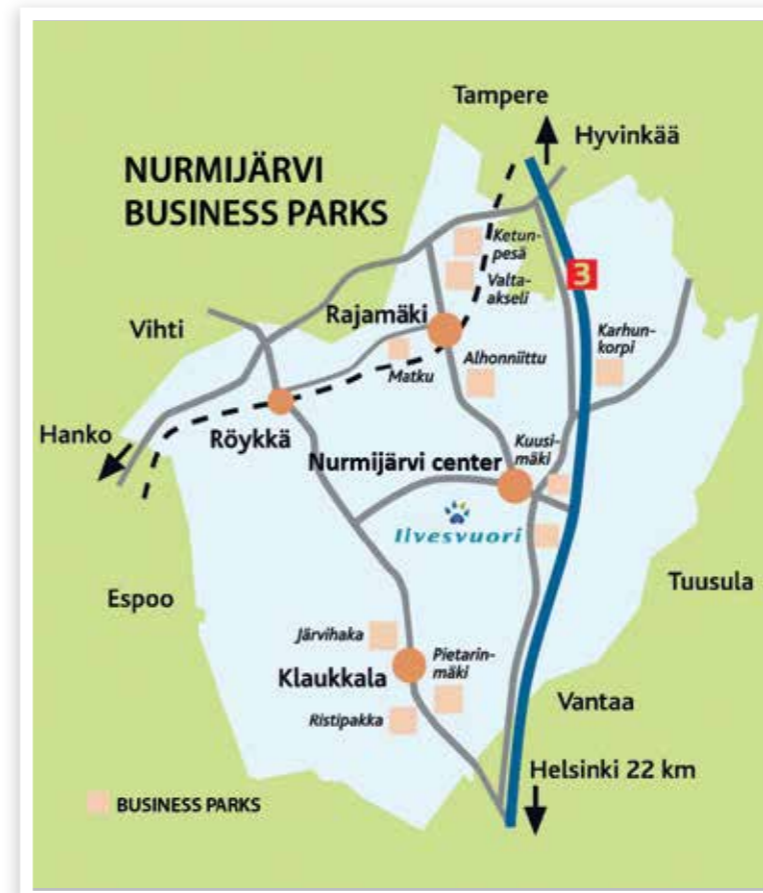 Tampere
Hyvinkää
NURMIJÄRVI
BUSINESS PARKS
Ketun-
pesä
3
Valta-
akseli
Rajamäki
Vihti
Karhun-
korpi
Alhonniittu
Matku
Hanko
Röykkä
Kuusi-
mäki
Nurmijärvi center
Ilvesvuori
Tuusula
Espoo
Järvihaka
Pietarin-
mäki
Klaukkala
Vantaa
Ristipakka
Helsinki 22 km
BUSINESS PARKS